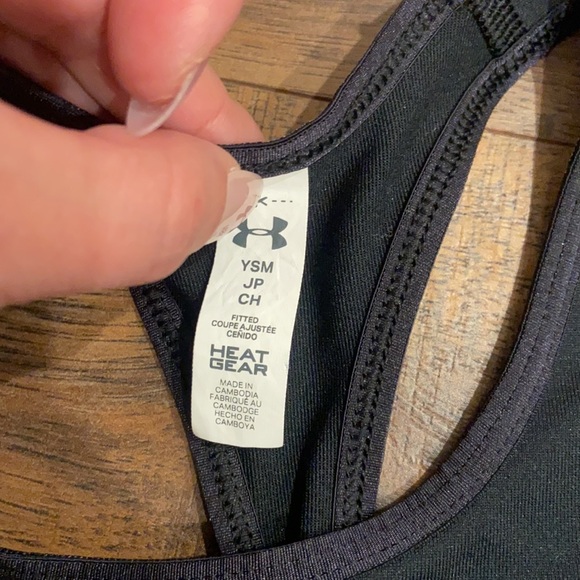 YSM
JP
CH
FITTED
COUPE AJUSTÉE
CEÑIDO
HEAT
GEAR
MADE IN
CAMBODIA
FABRIQUÉ AU
CAMBODGE
HECHO EN
CAMBOYA